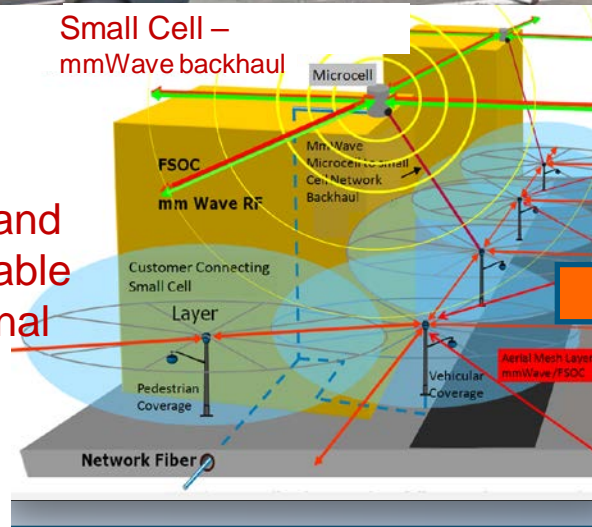 Small Cell –
mmWave backhaul
Microcell
MmWave
Microcell to small
Cell Network
Backhaul
FSOC
mm Wave RF
and
able
nal
Customer Connecting
Small Cell
Layer
Aerial Mesh Layer
mmWave/FSOC
Pedestrian
Coverage
Vehicular
Coverage
Network Fiber